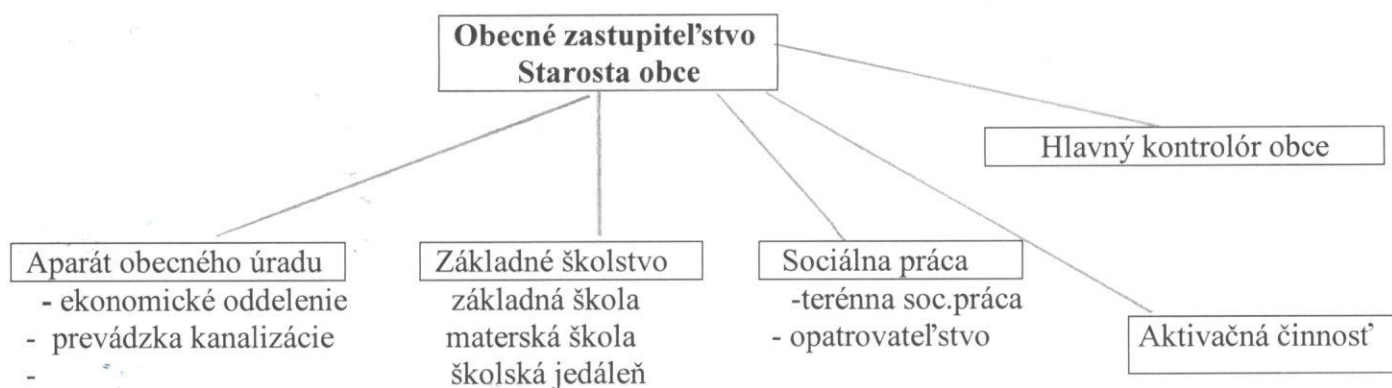 Obecné zastupiteľstvo
Starosta obce
Hlavný kontrolór obce
Aparát obecného úradu
- ekonomické oddelenie
- prevádzka kanalizácie
-
Základné školstvo
základná škola
materská škola
školská jedáleň
Sociálna práca
-terénna soc.práca
- opatrovateľstvo
Aktivačná činnosť